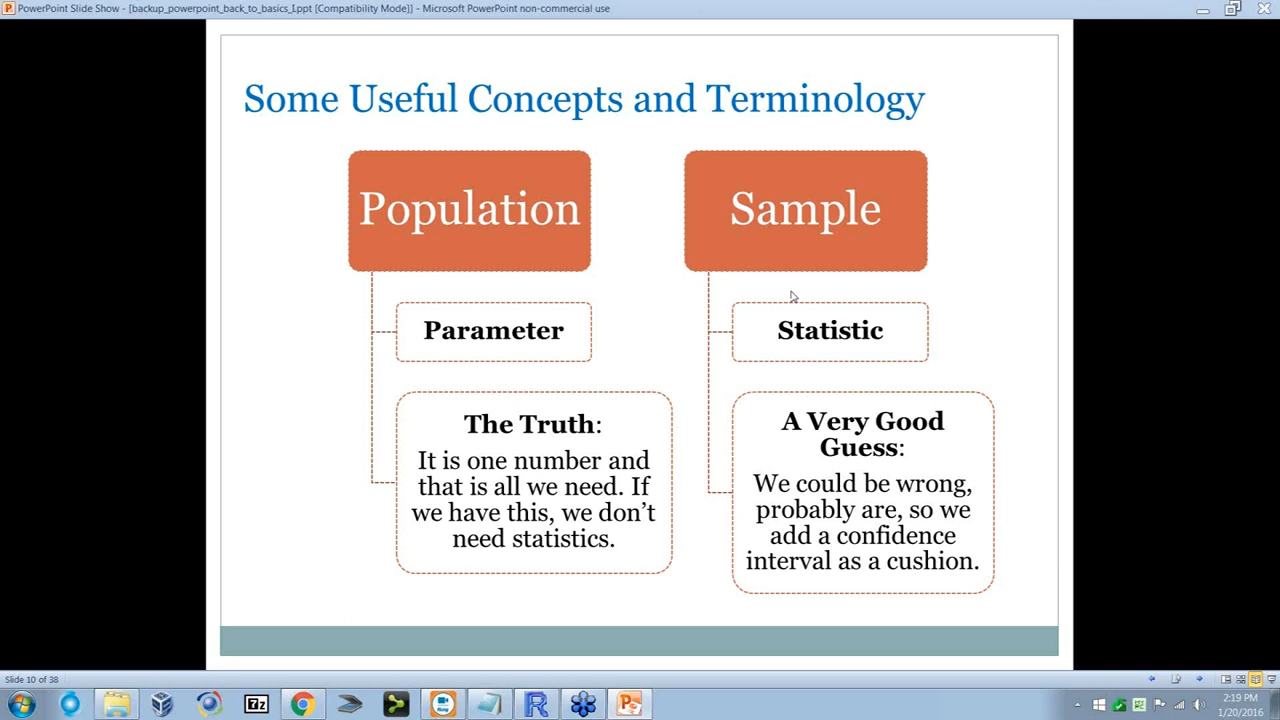 PowerPoint Slide Show - [backup_powerpoint_back_to_basics_I.ppt [Compatibility Mode]] - Microsoft PowerPoint non-commercial use
Some Useful Concepts and Terminology
Population
Parameter
The Truth:
It is one number and
that is all we need. If
we have this, we don't
need statistics.
Sample
Statistic
A Very Good
Guess:
We could be wrong,
probably are, so we
add a confidence
interval as a cushion.
Slide 10 of 38
7z
R
2:19 PM
1/20/2016